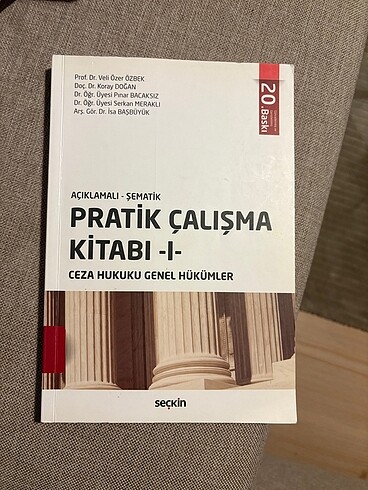 Prof. Dr. Veli Özer ÖZBEK
Doç. Dr. Koray DOĞAN
Dr. Öğr. Üyesi Pınar BACAKSIZ
Dr. Öğr. Üyesi Serkan MERAKLI
Arş. Gör. Dr. İsa BAŞBÜYÜK
20.Baskı
AÇIKLAMALI - ŞEMATİK
PRATİK ÇALIŞMA
KİTABI -I-
CEZA HUKUKU GENEL HÜKÜMLER
seçkin